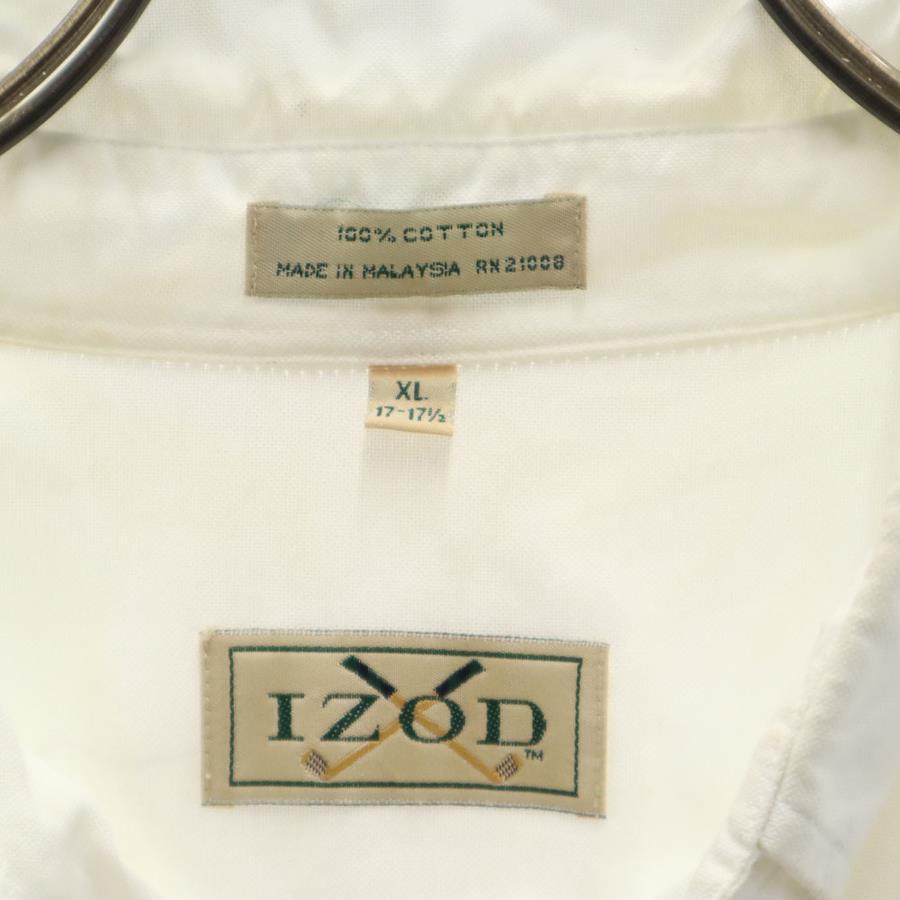 100% COTTON
MADE IN MALAYSIA RN 21008
XL
17-17½
IZOD
TM